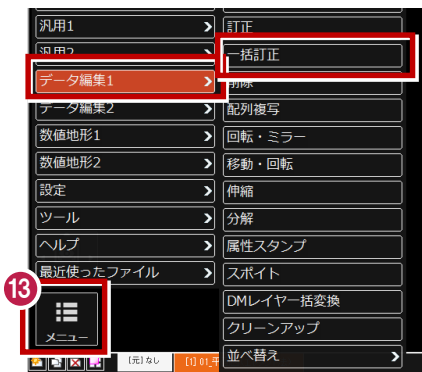 汎用1
汎用2
データ編集1
データ編集2
数値地形1
数値地形2
設定
ツール
ヘルプ
最近使ったファイル
13
メニュー
訂正
一括訂正
削除
配列複写
回転・ミラー
移動・回転
伸縮
分解
属性スタンプ
スポイト
DMレイヤー括変換
クリーンアップ
並べ替え
[元]なし
[1] 01_平